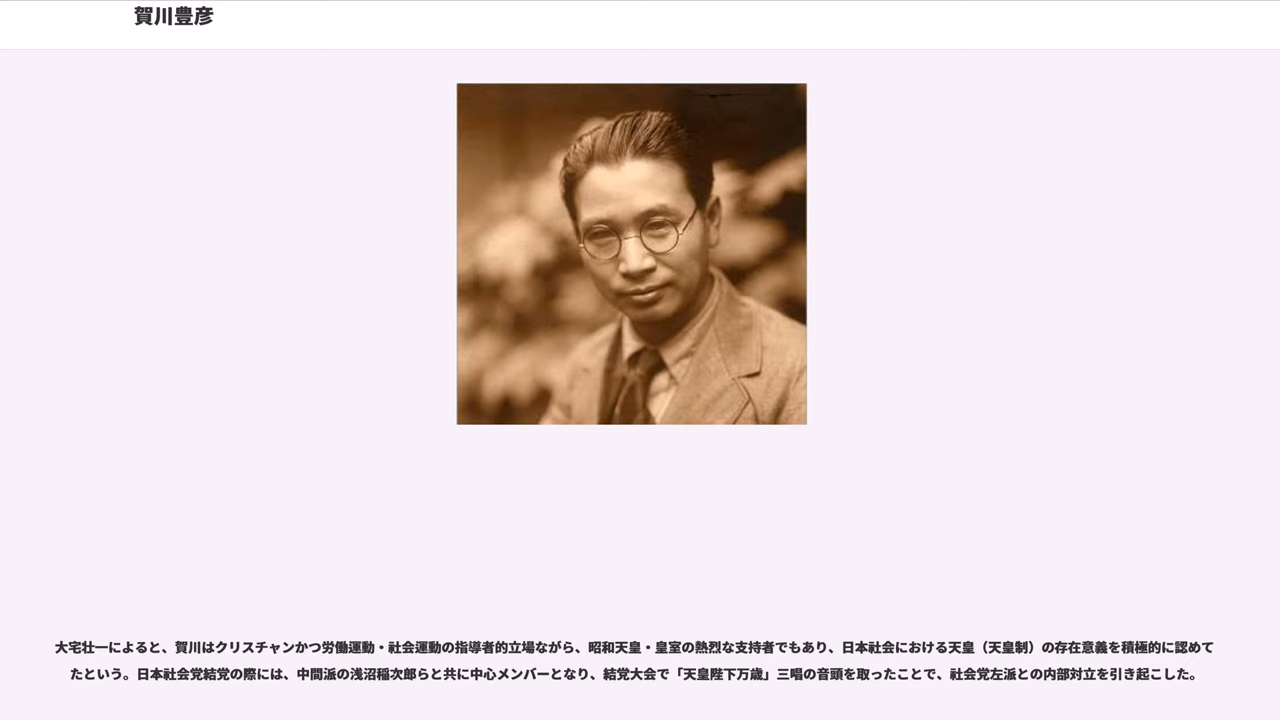 賀川豊彦
大宅壮一によると、賀川はクリスチャンかつ労働運動・社会運動の指導者的立場ながら、昭和天皇・皇室の熱烈な支持者でもあり、日本社会における天皇（天皇制）の存在意義を積極的に認めて
たという。日本社会党結党の際には、中間派の浅沼稲次郎らと共に中心メンバーとなり、結党大会で「天皇陛下万歳」三唱の音頭を取ったことで、社会党左派との内部対立を引き起こした。